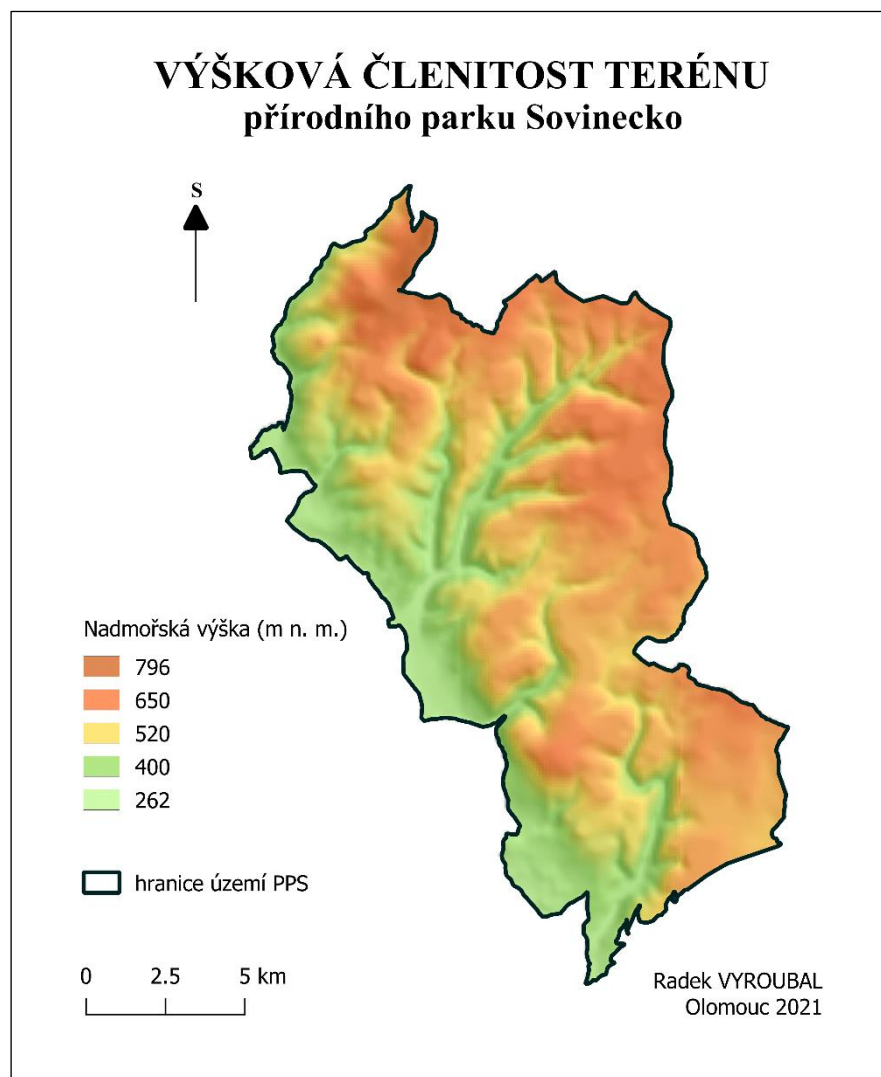 VÝŠKOVÁ ČLENITOST TERÉNU
přírodního parku Sovinecko
S
Nadmořská výška (m n. m.)
796
650
520
400
262
hranice území PPS
0 2.5 5 km
Radek VYROUBAL
Olomouc 2021